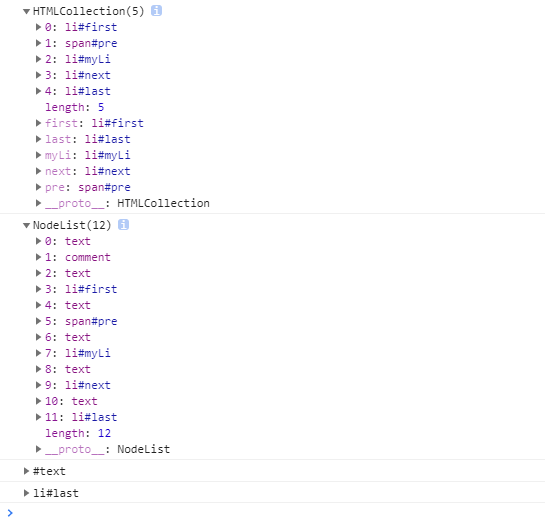 HTMLCollection(5) i
0: li#first
1: span#pre
2: li#myLi
3: li#next
4: li#last
length: 5
first: li#first
last: li#last
myLi: li#myLi
next: li#next
pre: span#pre
__proto__: HTMLCollection
NodeList(12) i
0: text
1: comment
2: text
3: li#first
4: text
5: span#pre
6: text
7: li#myLi
8: text
9: li#next
10: text
11: li#last
length: 12
__proto__: NodeList
#text
li#last